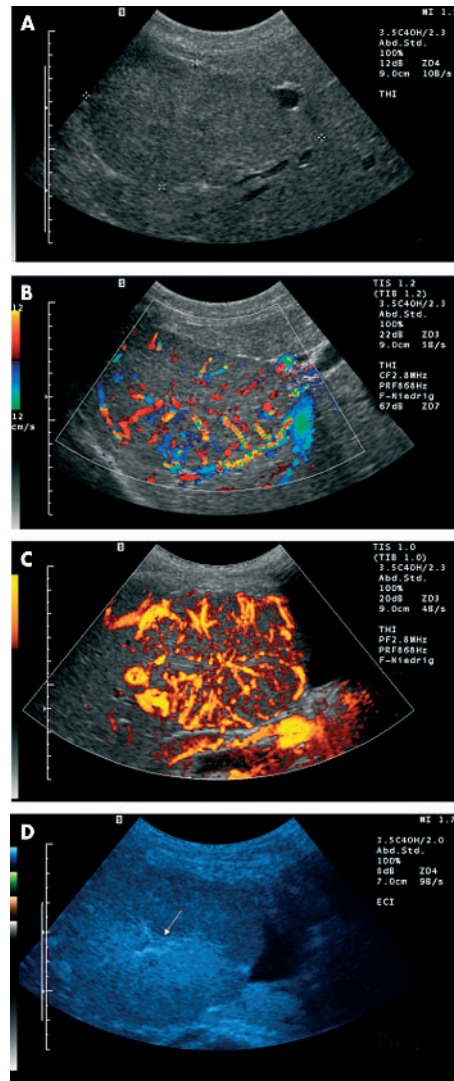 A
MI 1.
3.5C40H/2.3
Abd.Std.
100%
12dB ZD4
9.0cm 10B/s
THI
B
TIS 1.2
(TIB 1.2)
3.5C40H/2.3
Abd.Std.
100%
22dB ZD3
9.0cm 5B/s
THI
CF2.8MHz
PRF868Hz
F-Niedrig
67dB ZD7
12
12
cm/s
C
TIS 1.0
(TIB 1.0)
3.5C40H/2.3
Abd.Std.
100%
20dB ZD3
9.0cm 4B/s
THI
PF2.8MHz
PRF868Hz
F-Niedrig
D
MI 1.7
3.5C40H/2.0
Abd.Std.
100%
8dB ZD4
7.0cm 9B/s
ECI